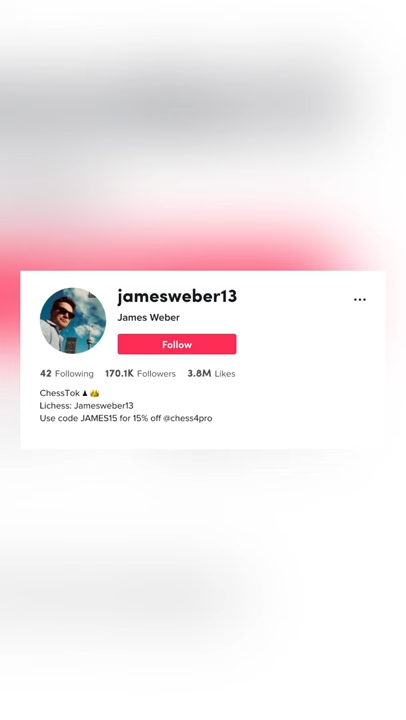 jamesweber13
James Weber
Follow
42 Following 170.1K Followers 3.8M Likes
ChessTok ♟️ 👑
Lichess: Jamesweber13
Use code JAMES15 for 15% off @chess4pro